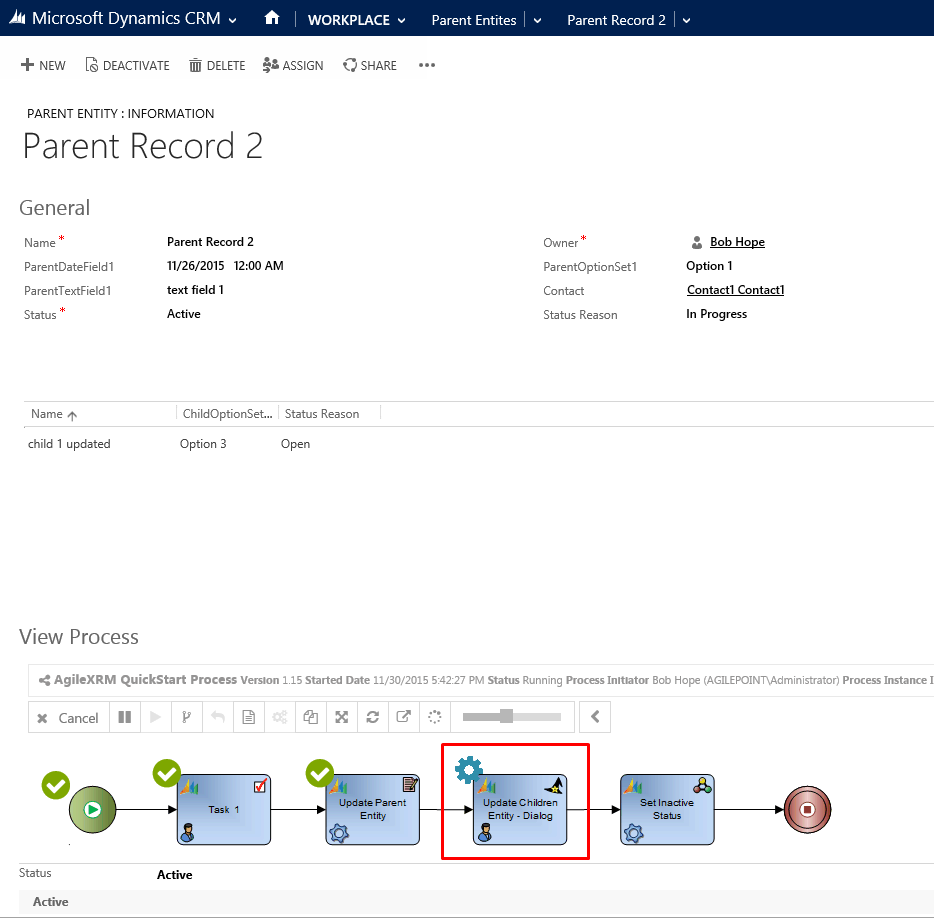 Microsoft Dynamics CRM WORKPLACE Parent Entites Parent Record 2
NEW DEACTIVATE DELETE ASSIGN SHARE •••
PARENT ENTITY : INFORMATION
Parent Record 2
General
Name * Parent Record 2 Owner * Bob Hope
ParentDateField1 11/26/2015 12:00 AM ParentOptionSet1 Option 1
ParentTextField1 text field 1 Contact Contact1 Contact1
Status * Active Status Reason In Progress
Name ChildOptionSet... Status Reason
child 1 updated Option 3 Open
View Process
AgileXRM QuickStart Process Version 1.15 Started Date 11/30/2015 5:42:27 PM Status Running Process Initiator Bob Hope (AGILEPOINT\Administrator) Process Instance I
Cancel
Task 1
Update Parent
Entity
Update Children
Entity - Dialog
Set Inactive
Status
Status Active
Active